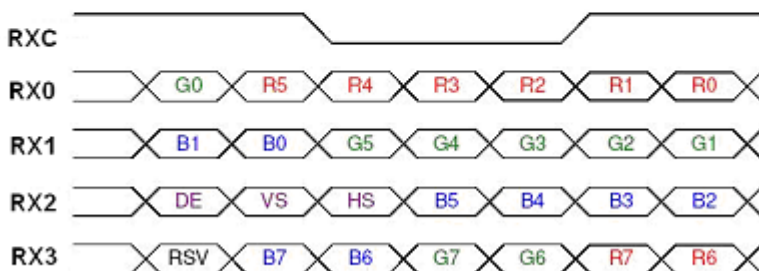 RXC
RX0 G0 R5 R4 R3 R2 R1 R0
RX1 B1 B0 G5 G4 G3 G2 G1
RX2 DE VS HS B5 B4 B3 B2
RX3 RSV B7 B6 G7 G6 R7 R6